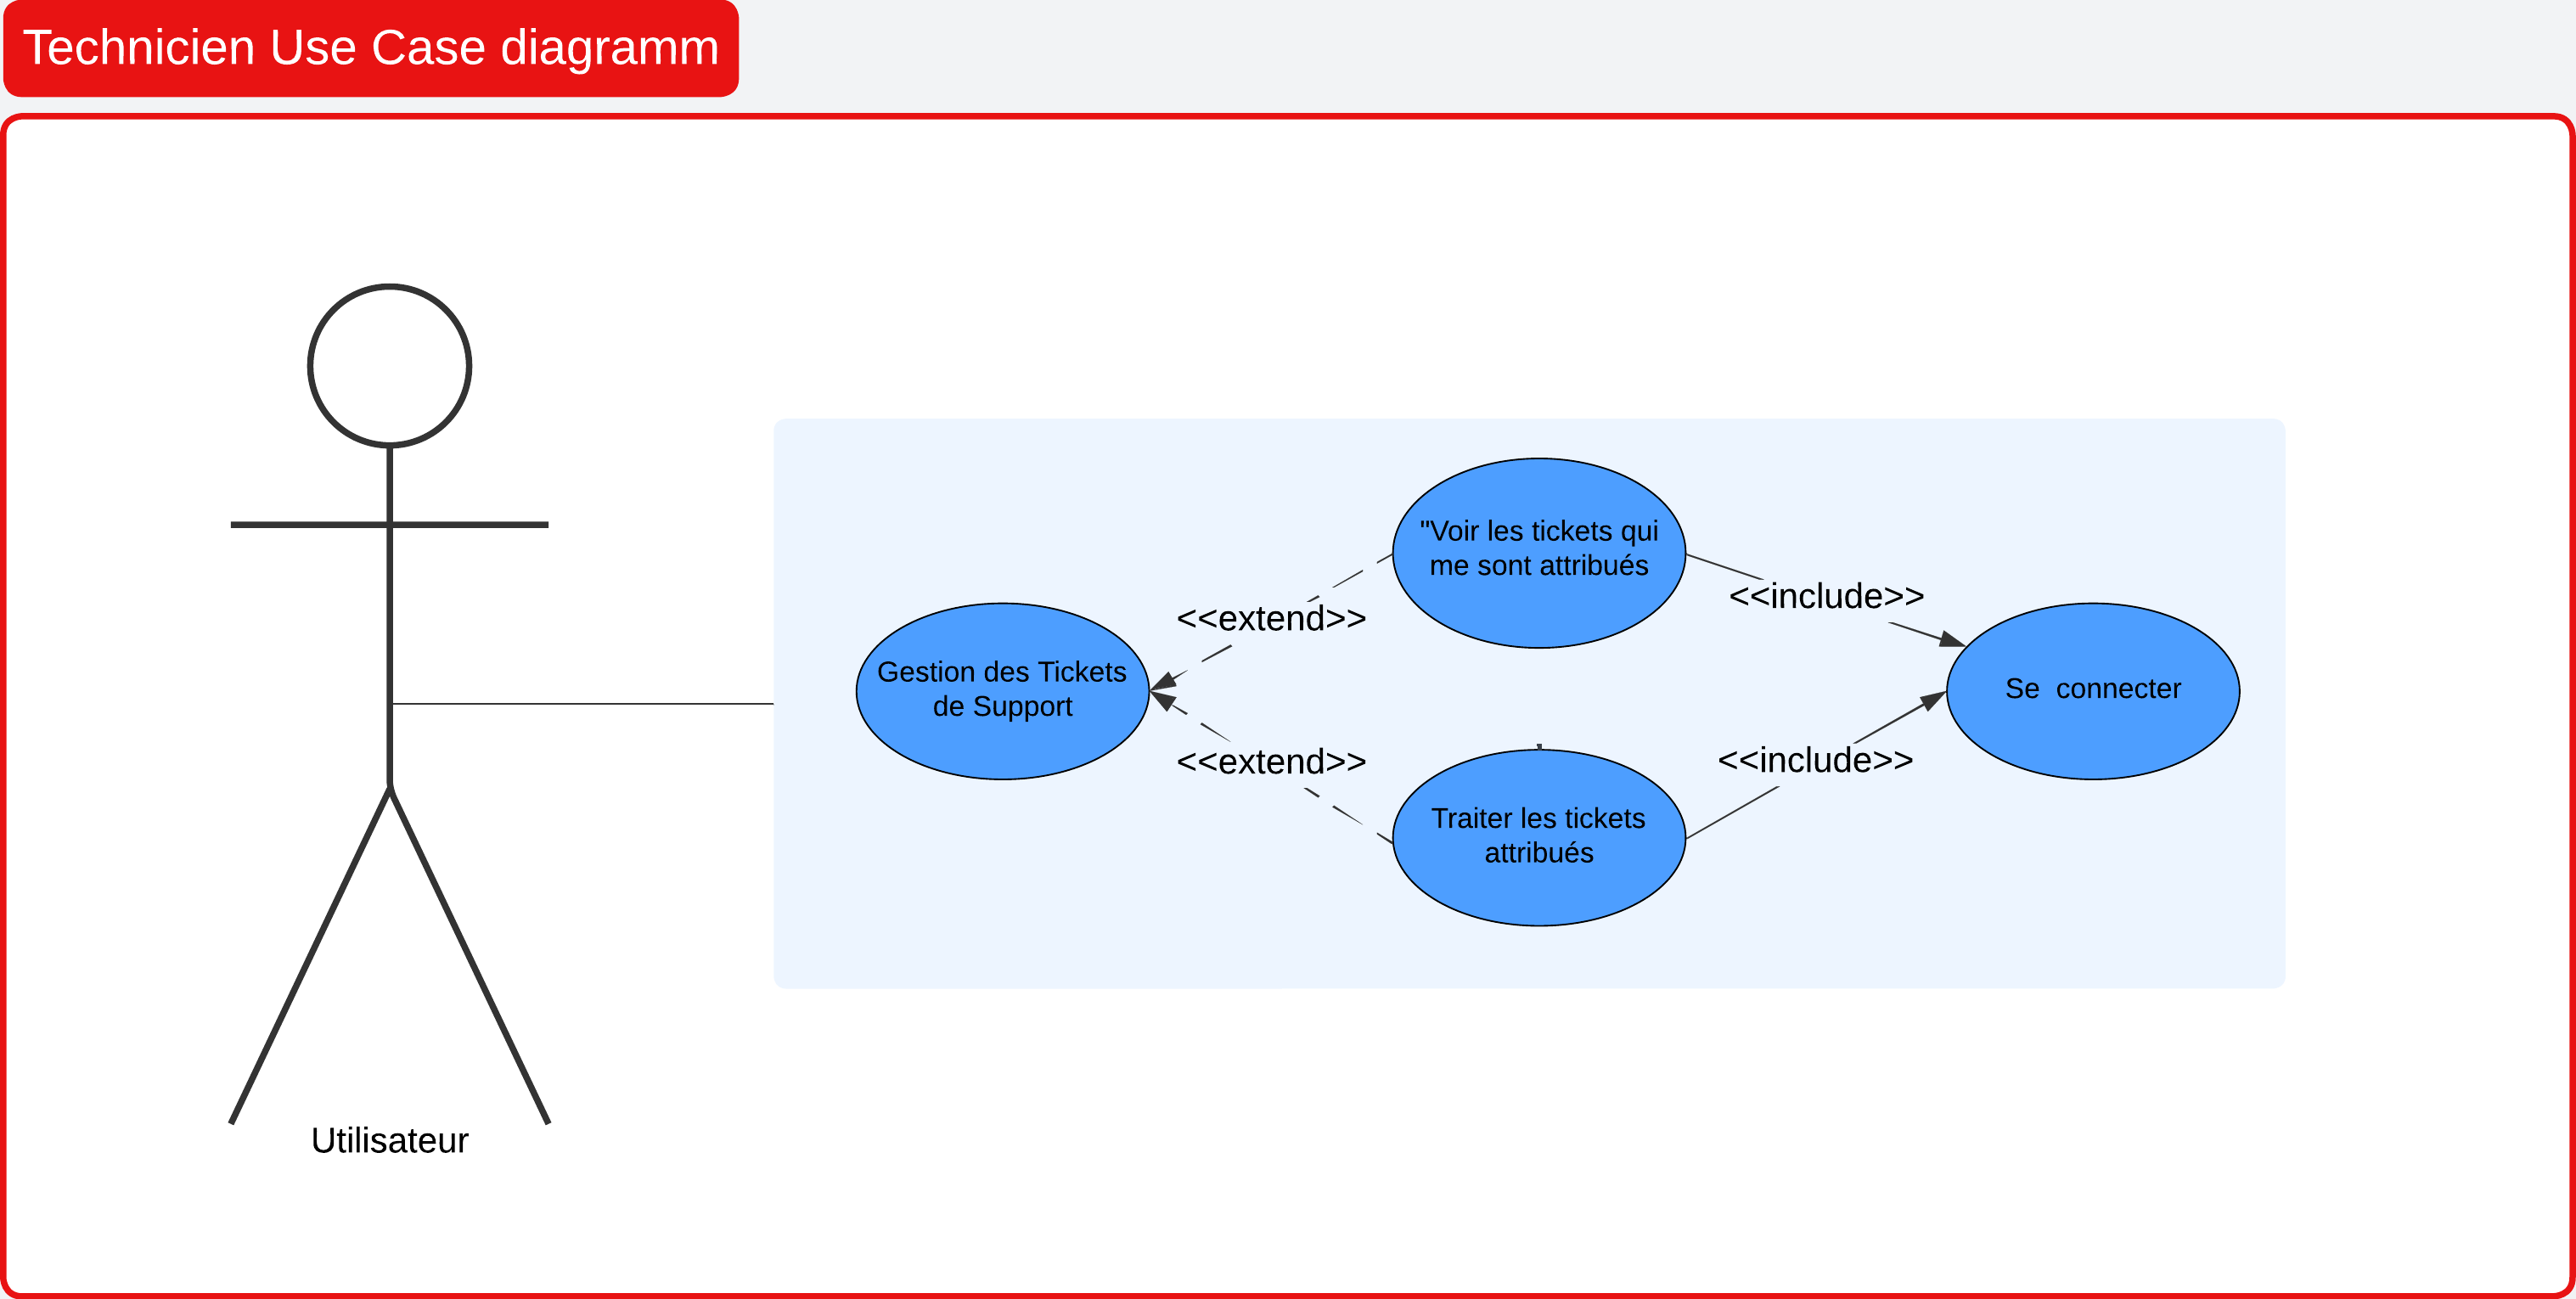 Technicien Use Case diagramm
"Voir les tickets qui
me sont attribués
<<include>>
<<extend>>
Gestion des Tickets
de Support
Se  connecter
<<extend>>
<<include>>
Traiter les tickets
attribués
Utilisateur